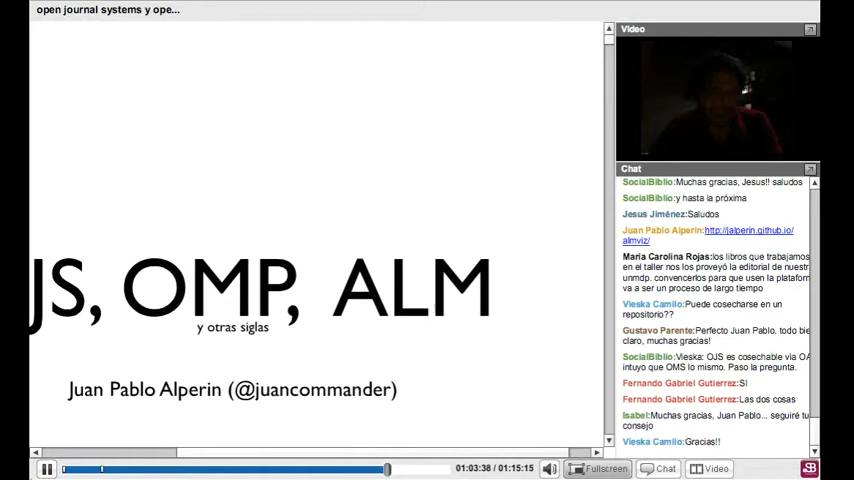 open journal systems y ope...
JS, OMP, ALM
y otras siglas
Juan Pablo Alperin (@juancommander)
Video
Chat
SocialBiblio:Muchas gracias, Jesus!! saludos
SocialBiblio:y hasta la próxima
Jesus Jiménez:Saludos
Juan Pablo Alperin:http://jalperin.github.io/
almviz/
María Carolina Rojas:los libros que trabajamos
en el taller nos los proveyó la editorial de nuestr
unmdp. convencerlos para que usen la platafor
va a ser un proceso de largo tiempo
Vieska Camilo:Puede cosecharse en un
repositorio??
Gustavo Parente:Perfecto Juan Pablo, todo bie
claro, muchas gracias!
SocialBiblio:Vieska: OJS es cosechable vìa OA
intuyo que OMS lo mismo. Paso la pregunta.
Fernando Gabriel Gutierrez:SI
Fernando Gabriel Gutierrez:Las dos cosas
Isabel:Muchas gracias, Juan Pablo... seguiré tu
consejo
Vieska Camilo:Gracias!!
01:03:38 / 01:15:15
Fullscreen
Chat
Video
SB